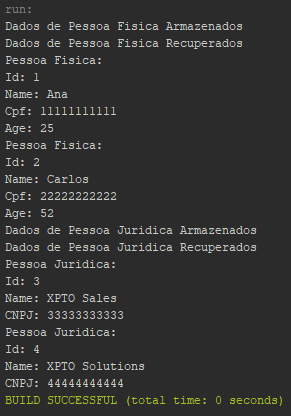 run:
Dados de Pessoa Fisica Armazenados
Dados de Pessoa Fisica Recuperados
Pessoa Fisica:
Id: 1
Name: Ana
Cpf: 11111111111
Age: 25
Pessoa Fisica:
Id: 2
Name: Carlos
Cpf: 22222222222
Age: 52
Dados de Pessoa Juridica Armazenados
Dados de Pessoa Juridica Recuperados
Pessoa Juridica:
Id: 3
Name: XPTO Sales
CNPJ: 33333333333
Pessoa Juridica:
Id: 4
Name: XPTO Solutions
CNPJ: 44444444444
BUILD SUCCESSFUL (total time: 0 seconds)